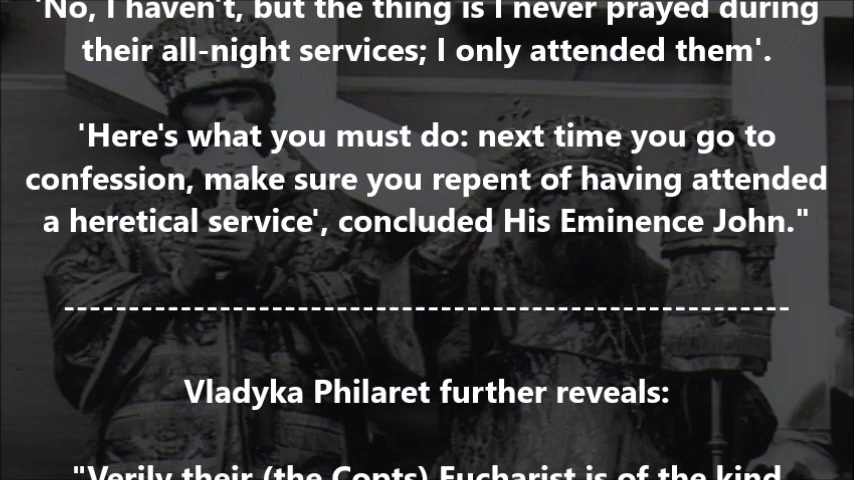 'No, I haven't, but the thing is I never prayed during
their all-night services; I only attended them'.
'Here's what you must do: next time you go to
confession, make sure you repent of having attended
a heretical service', concluded His Eminence John."
-----------------------------------------------------------
Vladyka Philaret further reveals:
"Verily their (the Copts) Eucharist is of the kind